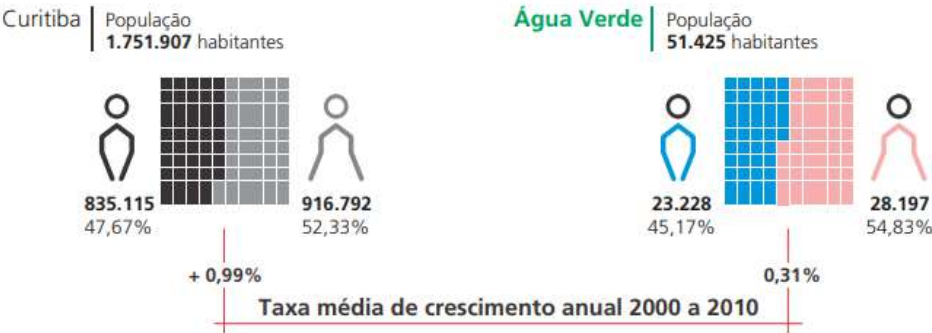 Curitiba
População
1.751.907 habitantes
835.115
47,67%
916.792
52,33%
+ 0,99%
Água Verde
População
51.425 habitantes
23.228
45,17%
28.197
54,83%
0,31%
Taxa média de crescimento anual 2000 a 2010